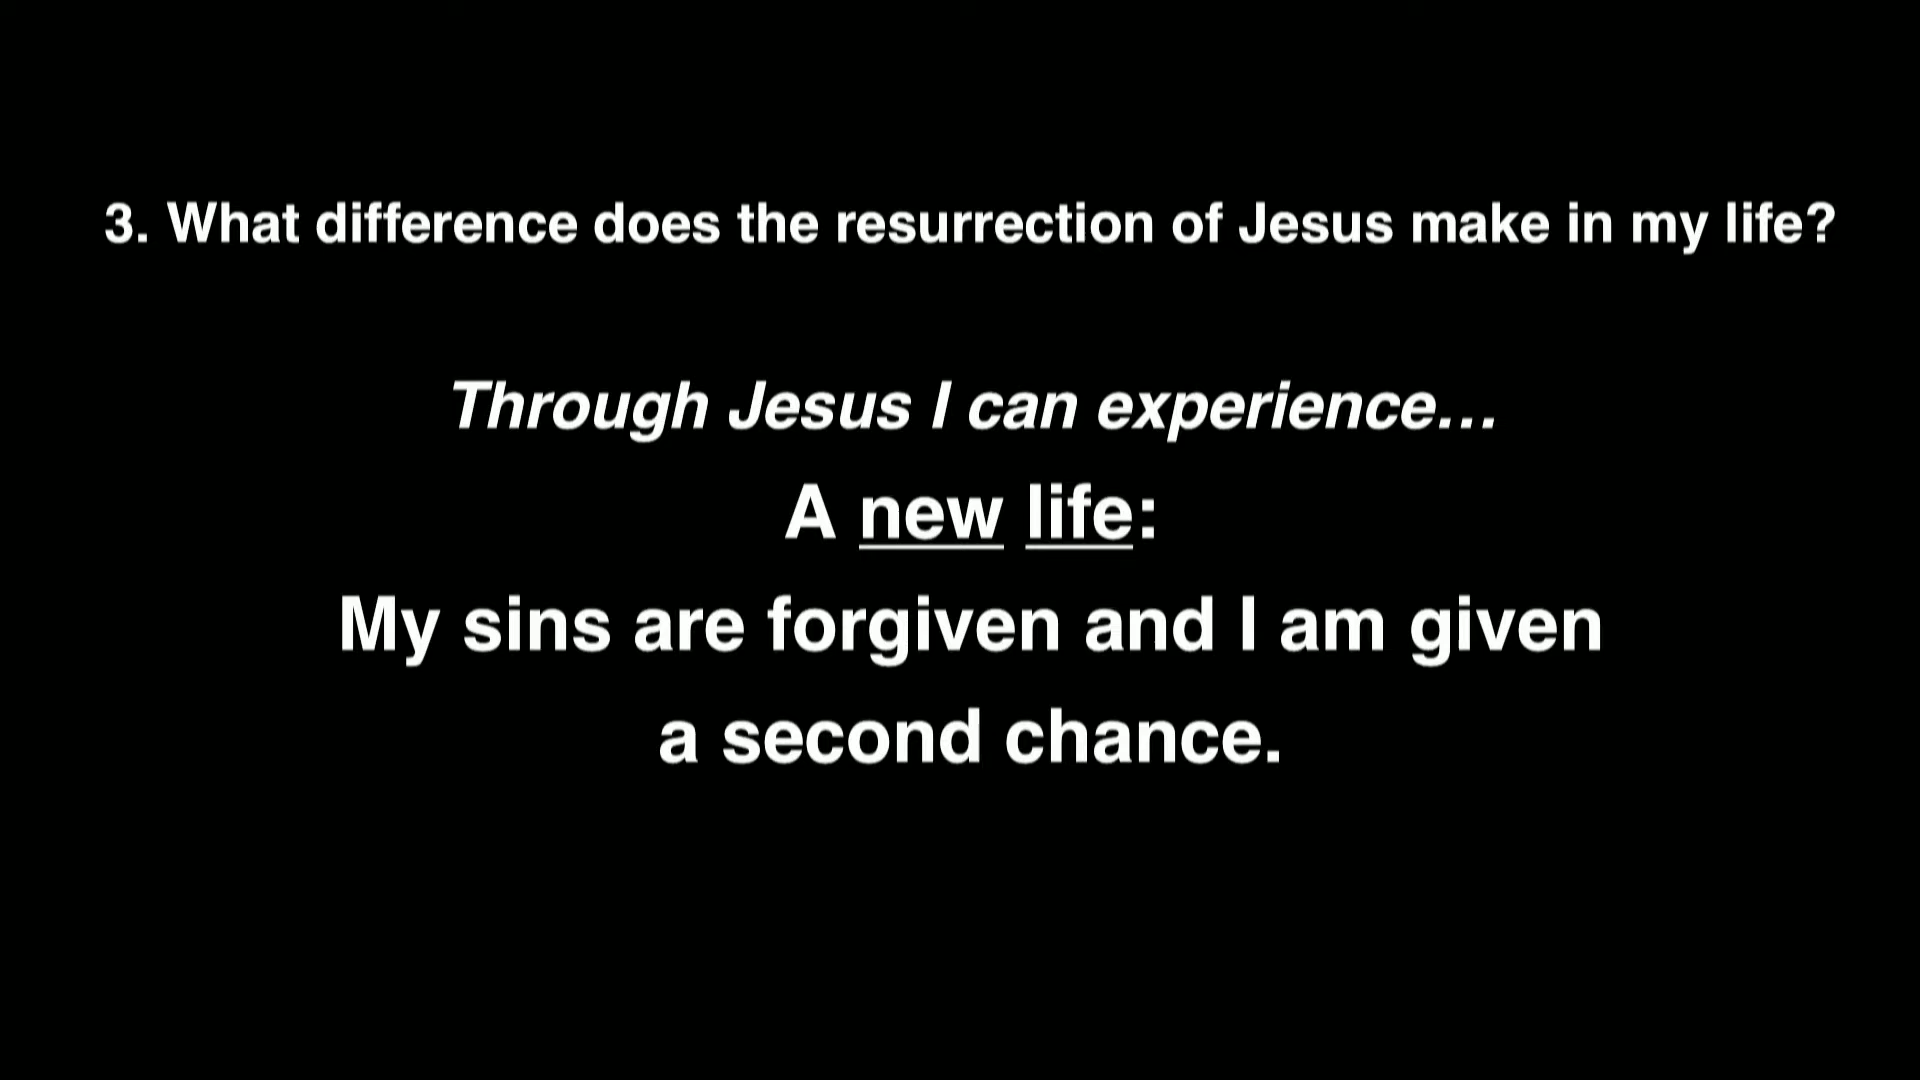 3. What difference does the resurrection of Jesus make in my life?
Through Jesus I can experience…
A new life:
My sins are forgiven and I am given
a second chance.